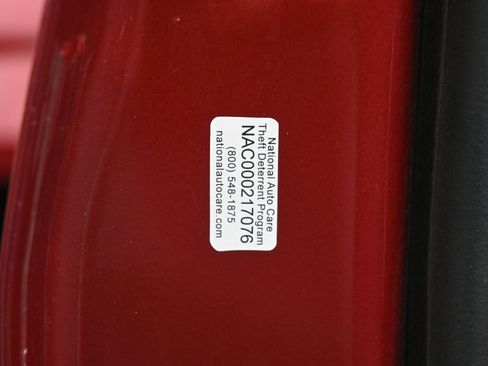 National Auto Care
Theft Deterrent Program
NAC000217076
(800) 548-1875
nationalautocare.com